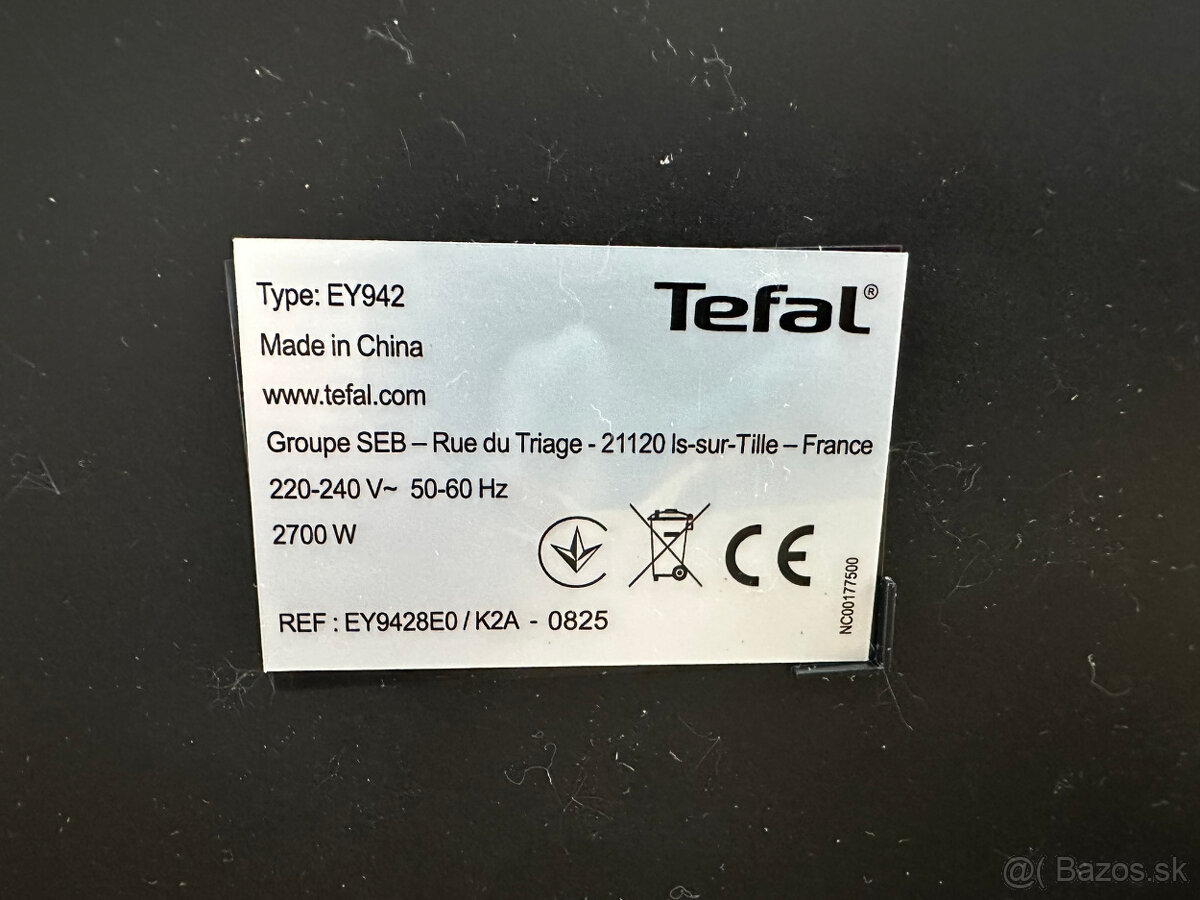 Type: EY942
Tefal®
Made in China
www.tefal.com
Groupe SEB – Rue du Triage - 21120 Is-sur-Tille – France
220-240 V~ 50-60 Hz
2700 W
CE
NC00177500
REF : EY9428E0 / K2A - 0825
@( Bazos.sk